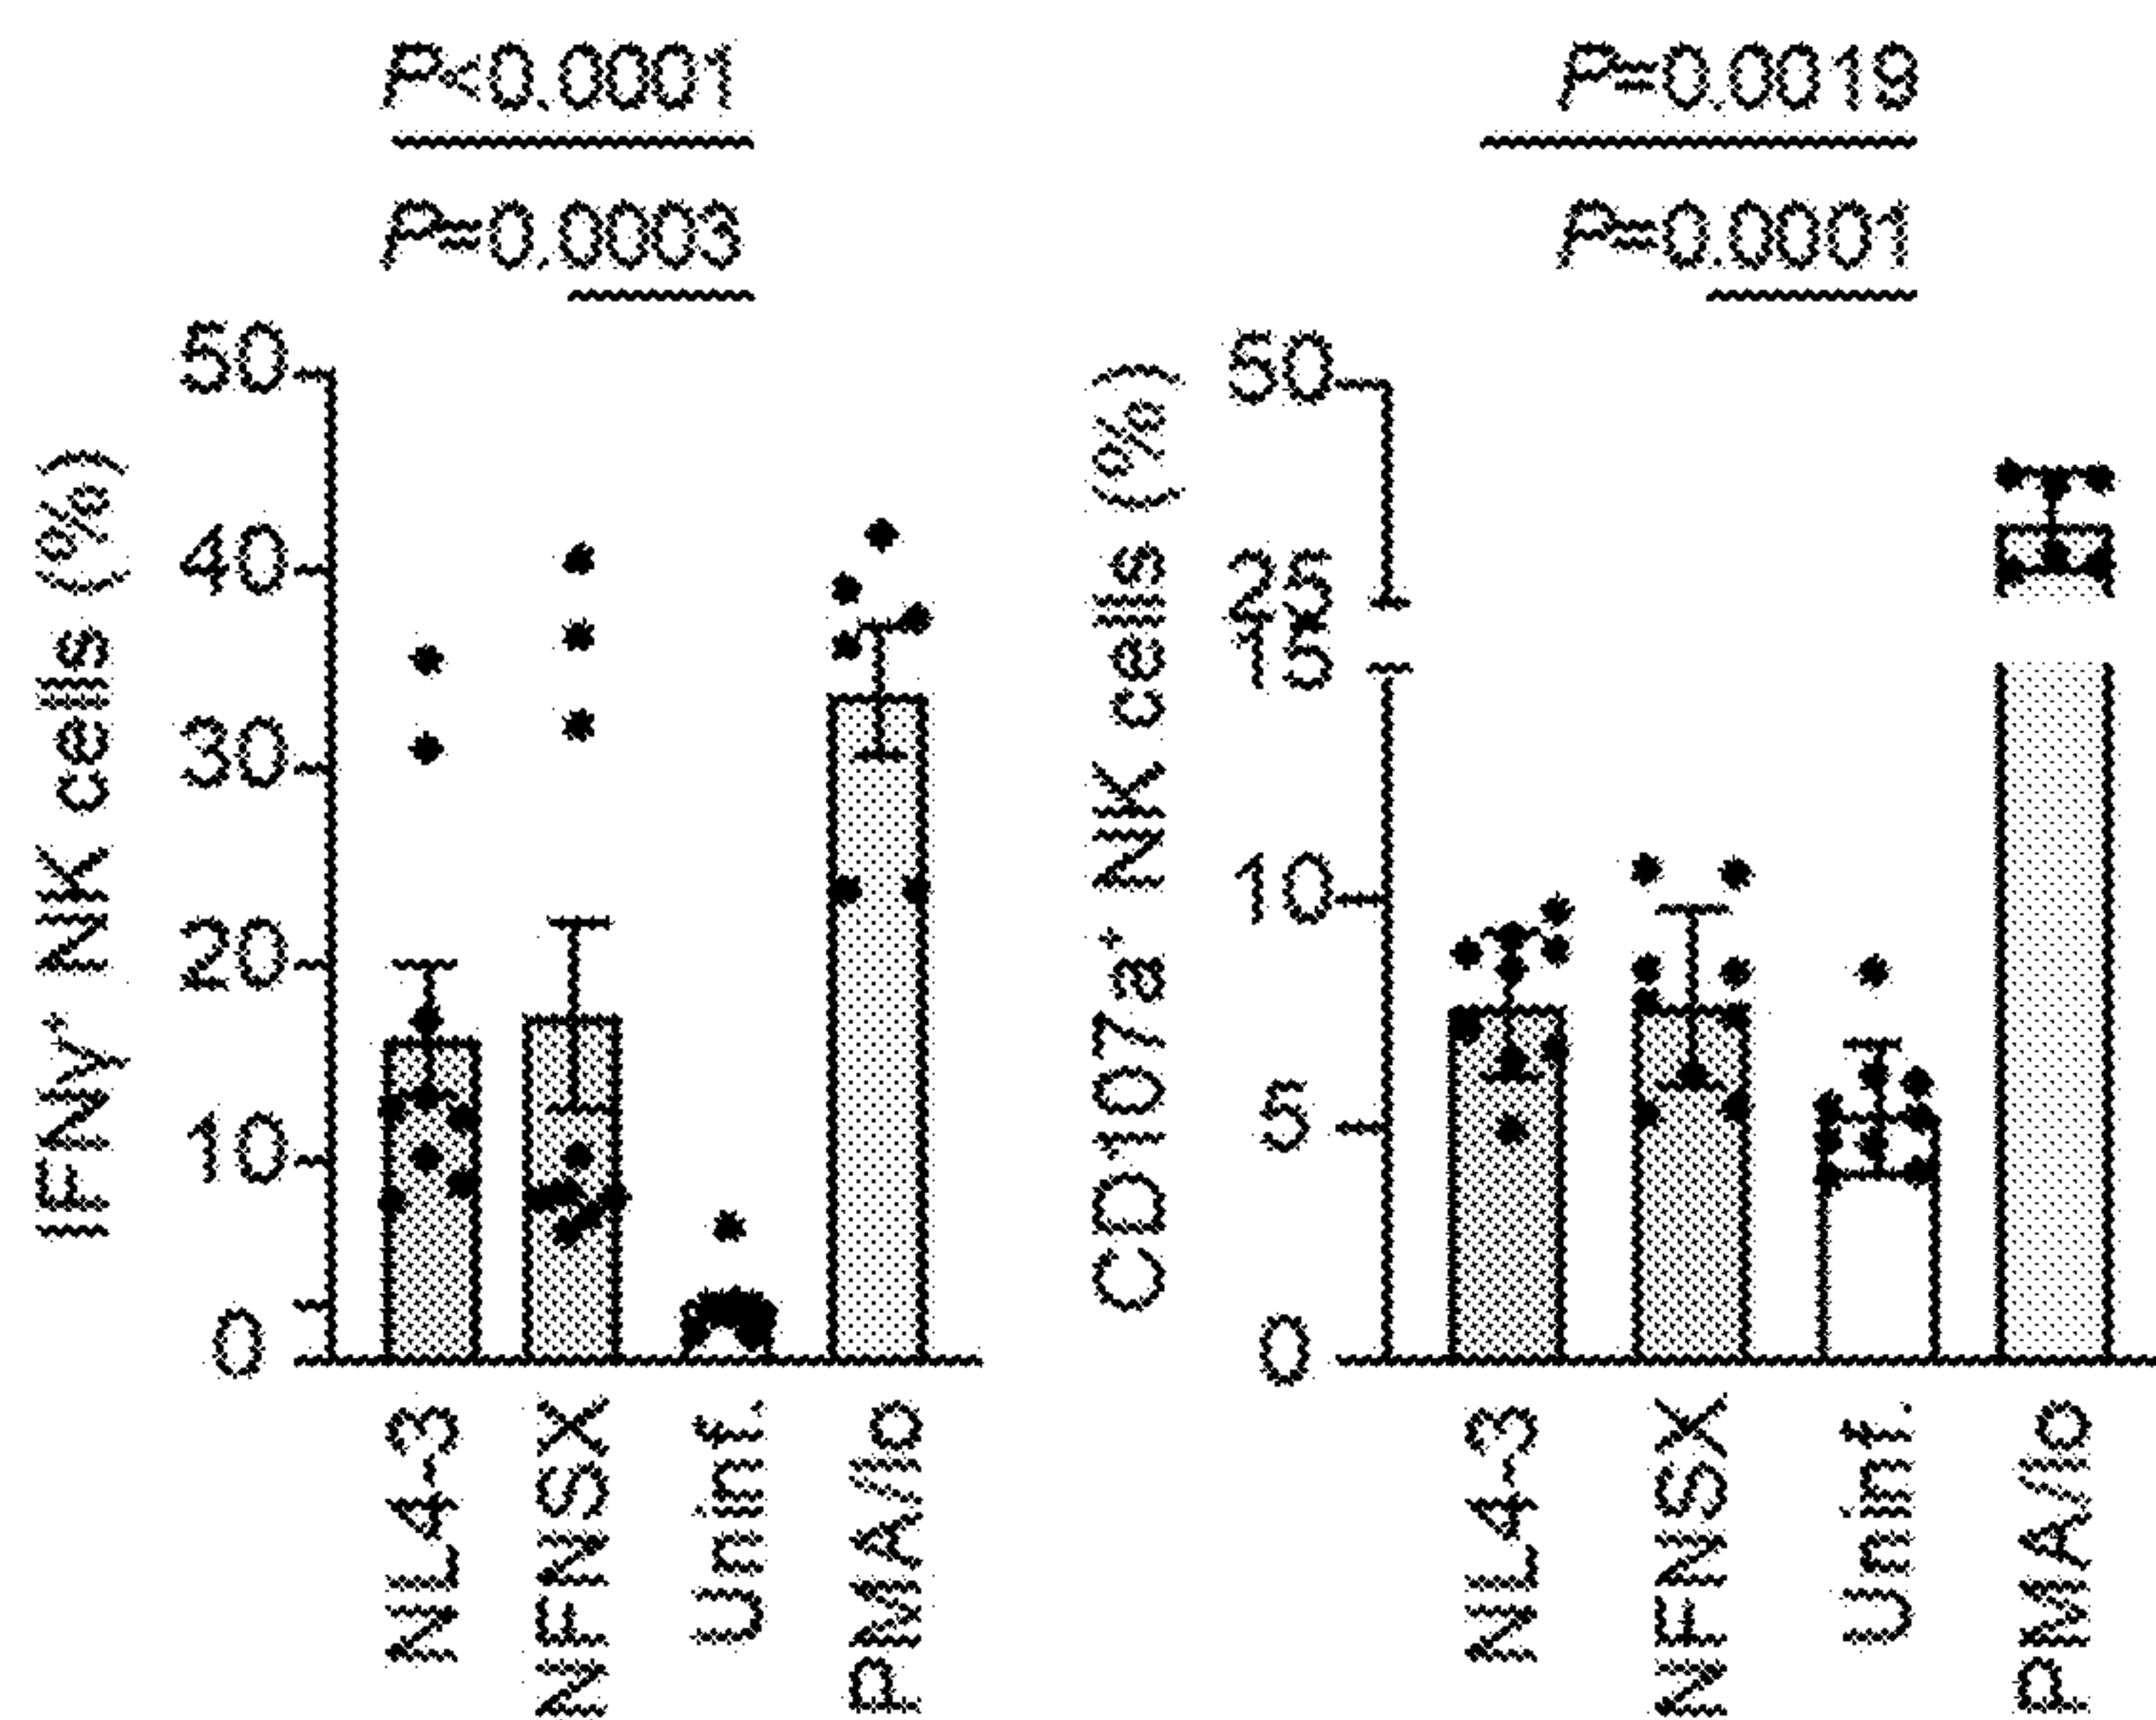 P<0.0001
P=0.0003
50
40
30
20
10
0
IFNγ⁺ NK cells (%)
NL4-3
NFNSX
Uninf.
PMA/Io
P=0.0019
P=0.0001
50
25
15
10
5
0
CD107a⁺ NK cells (%)
NL4-3
NFNSX
Uninf.
PMA/Io